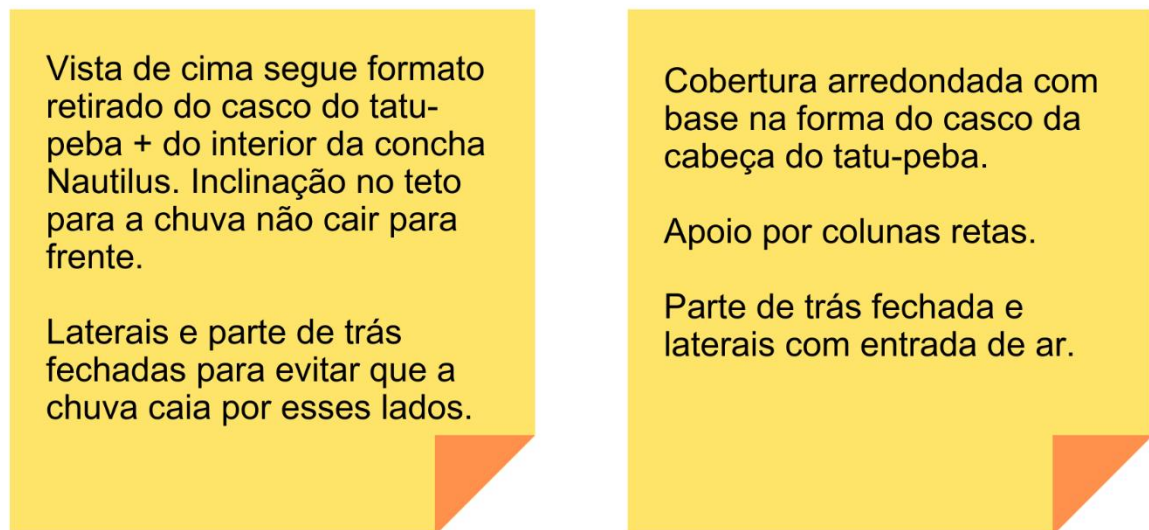 Vista de cima segue formato
retirado do casco do tatu-
peba + do interior da concha
Nautilus. Inclinação no teto
para a chuva não cair para
frente.
Laterais e parte de trás
fechadas para evitar que a
chuva caia por esses lados.
Cobertura arredondada com
base na forma do casco da
cabeça do tatu-peba.
Apoio por colunas retas.
Parte de trás fechada e
laterais com entrada de ar.